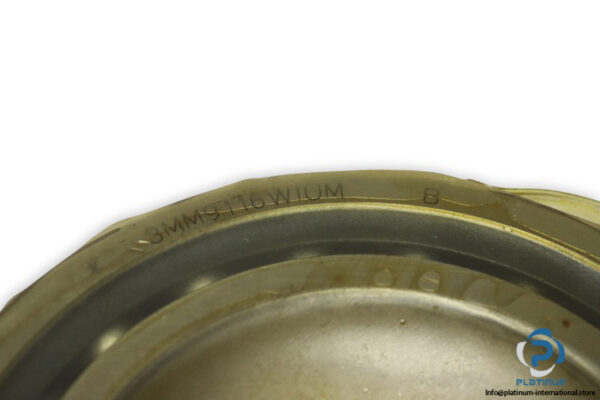 3MM9116WIUM B
PLATINUM
Info@platinum-international.store